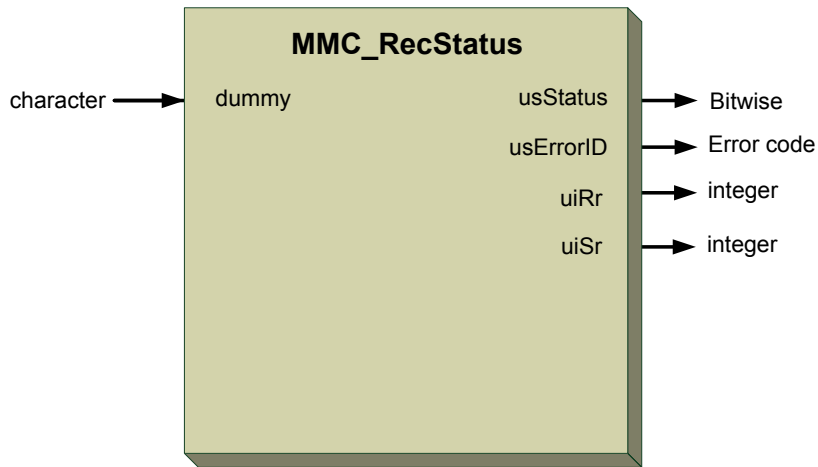 MMC_RecStatus
character dummy usStatus Bitwise
usErrorID Error code
uiRr integer
uiSr integer